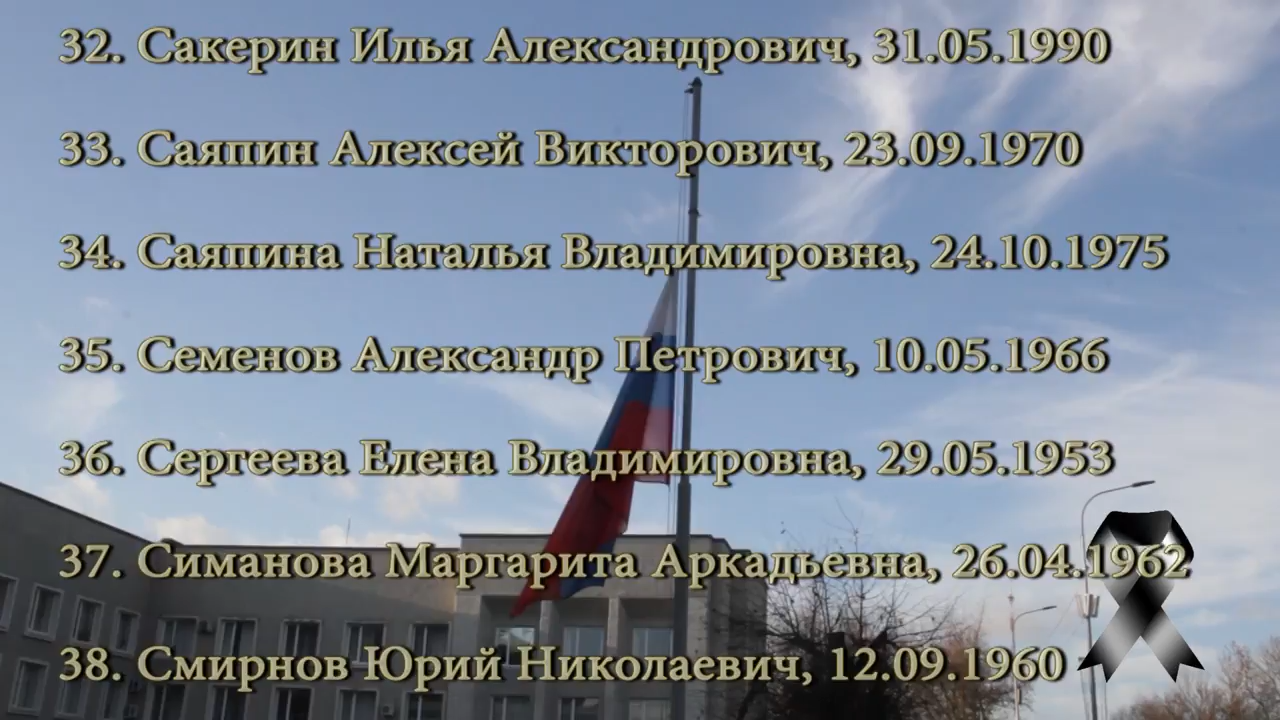 32. Сакерин Илья Александрович, 31.05.1990
33. Саяпин Алексей Викторович, 23.09.1970
34. Саяпина Наталья Владимировна, 24.10.1975
35. Семенов Александр Петрович, 10.05.1966
36. Сергеева Елена Владимировна, 29.05.1953
37. Симанова Маргарита Аркадьевна, 26.04.1962
38. Смирнов Юрий Николаевич, 12.09.1960